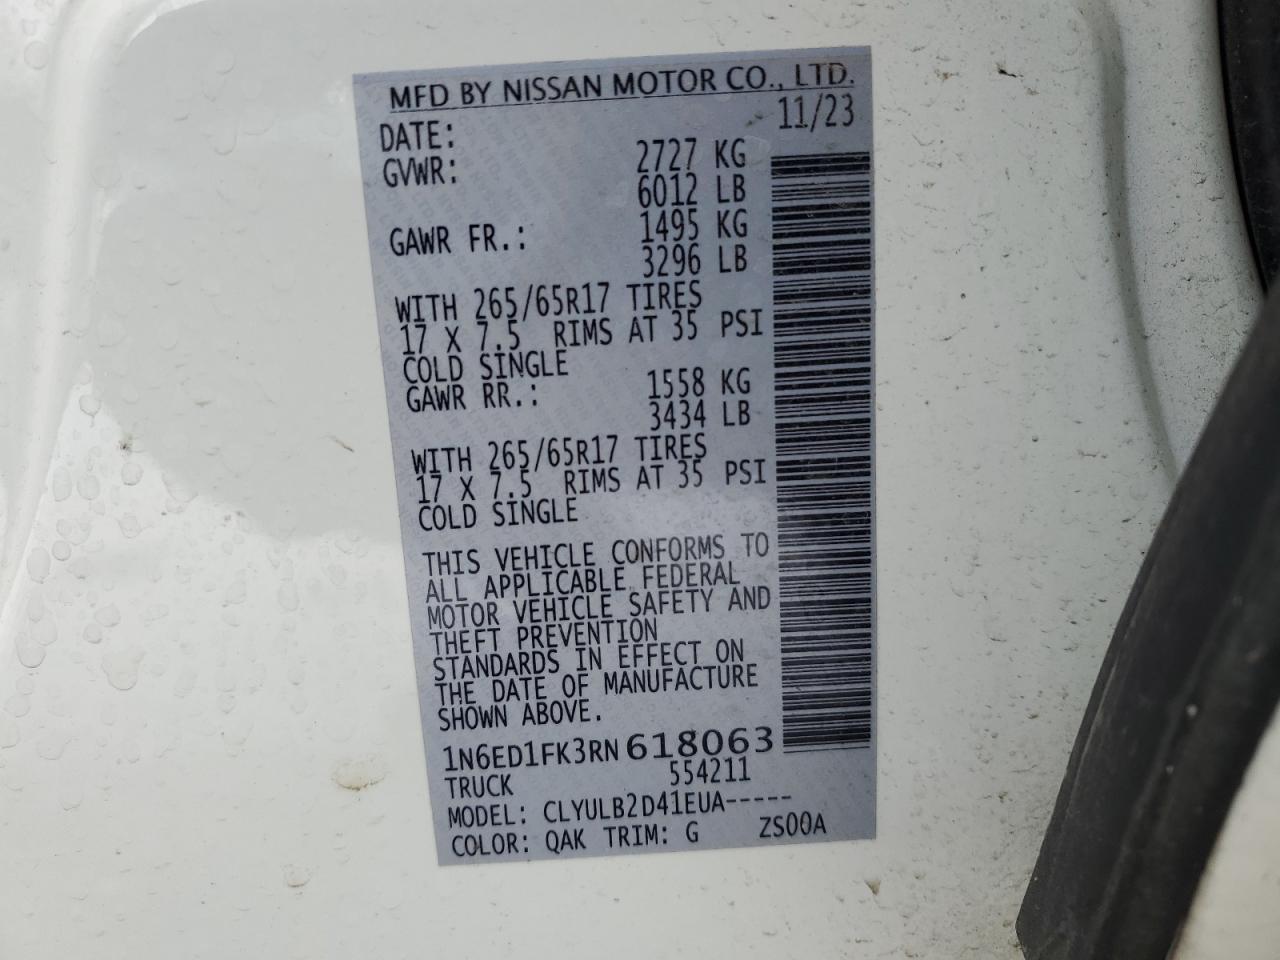 MFD BY NISSAN MOTOR CO., LTD.
DATE: 11/23
GVWR: 2727 KG
6012 LB
GAWR FR.: 1495 KG
3296 LB
WITH 265/65R17 TIRES
17 X 7.5 RIMS AT 35 PSI
COLD SINGLE
GAWR RR.: 1558 KG
3434 LB
WITH 265/65R17 TIRES
17 X 7.5 RIMS AT 35 PSI
COLD SINGLE
THIS VEHICLE CONFORMS TO
ALL APPLICABLE FEDERAL
MOTOR VEHICLE SAFETY AND
THEFT PREVENTION
STANDARDS IN EFFECT ON
THE DATE OF MANUFACTURE
SHOWN ABOVE.
1N6ED1FK3RN618063
TRUCK 554211
MODEL: CLYULB2D41EUA-----
COLOR: QAK TRIM: G ZS00A